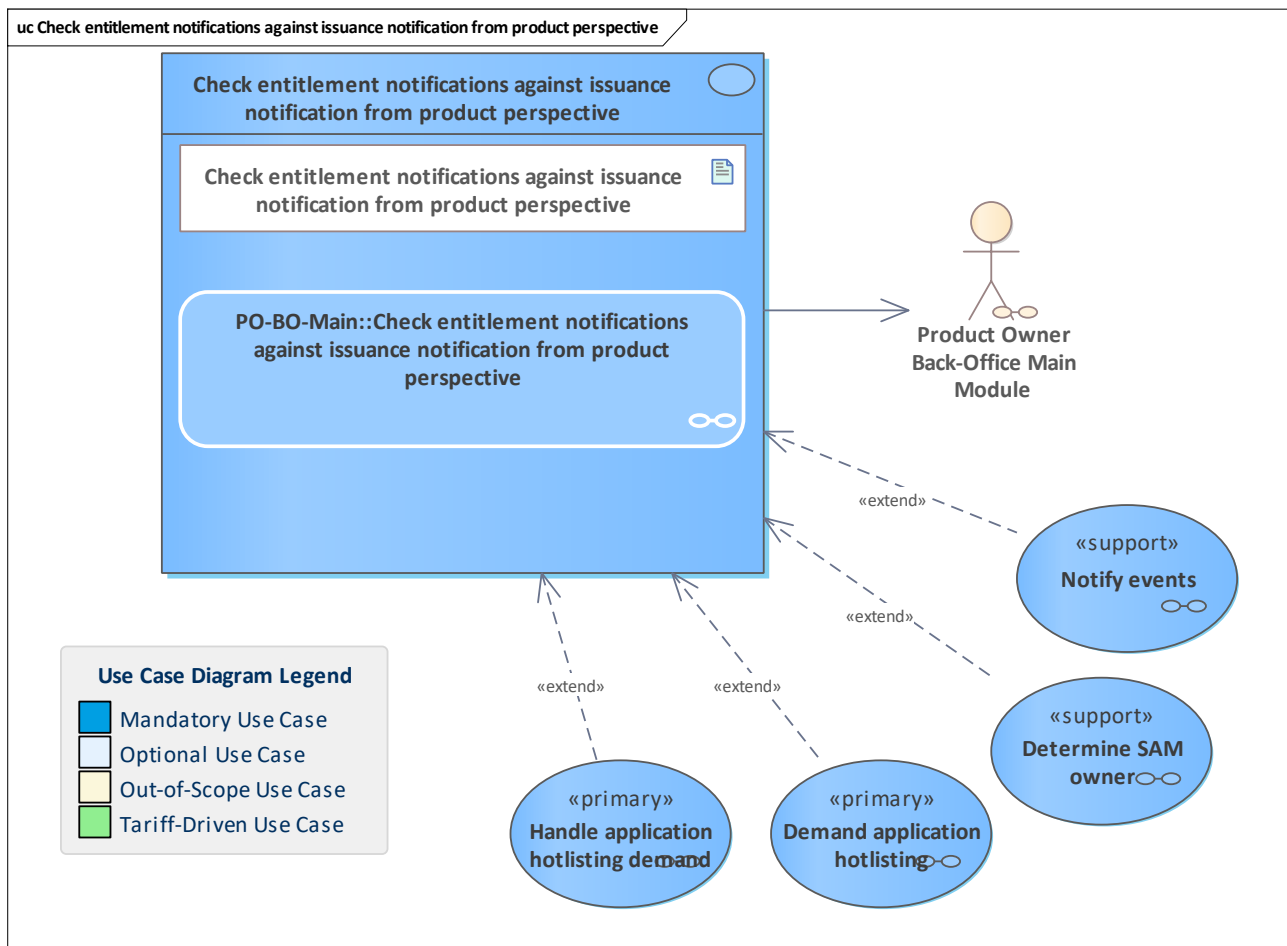 uc Check entitlement notifications against issuance notification from product perspective
Check entitlement notifications against issuance
notification from product perspective
Check entitlement notifications against issuance
notification from product perspective
PO-BO-Main::Check entitlement notifications
against issuance notification from product
perspective
Product Owner
Back-Office Main
Module
«extend»
«support»
Notify events
«extend»
«support»
Determine SAM
owner
«extend»
«extend»
«primary»
Handle application
hotlisting demand
«primary»
Demand application
hotlisting
Use Case Diagram Legend
Mandatory Use Case
Optional Use Case
Out-of-Scope Use Case
Tariff-Driven Use Case